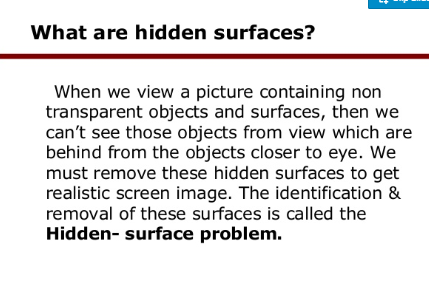 What are hidden surfaces?
When we view a picture containing non
transparent objects and surfaces, then we
can't see those objects from view which are
behind from the objects closer to eye. We
must remove these hidden surfaces to get
realistic screen image. The identification &
removal of these surfaces is called the
Hidden- surface problem.